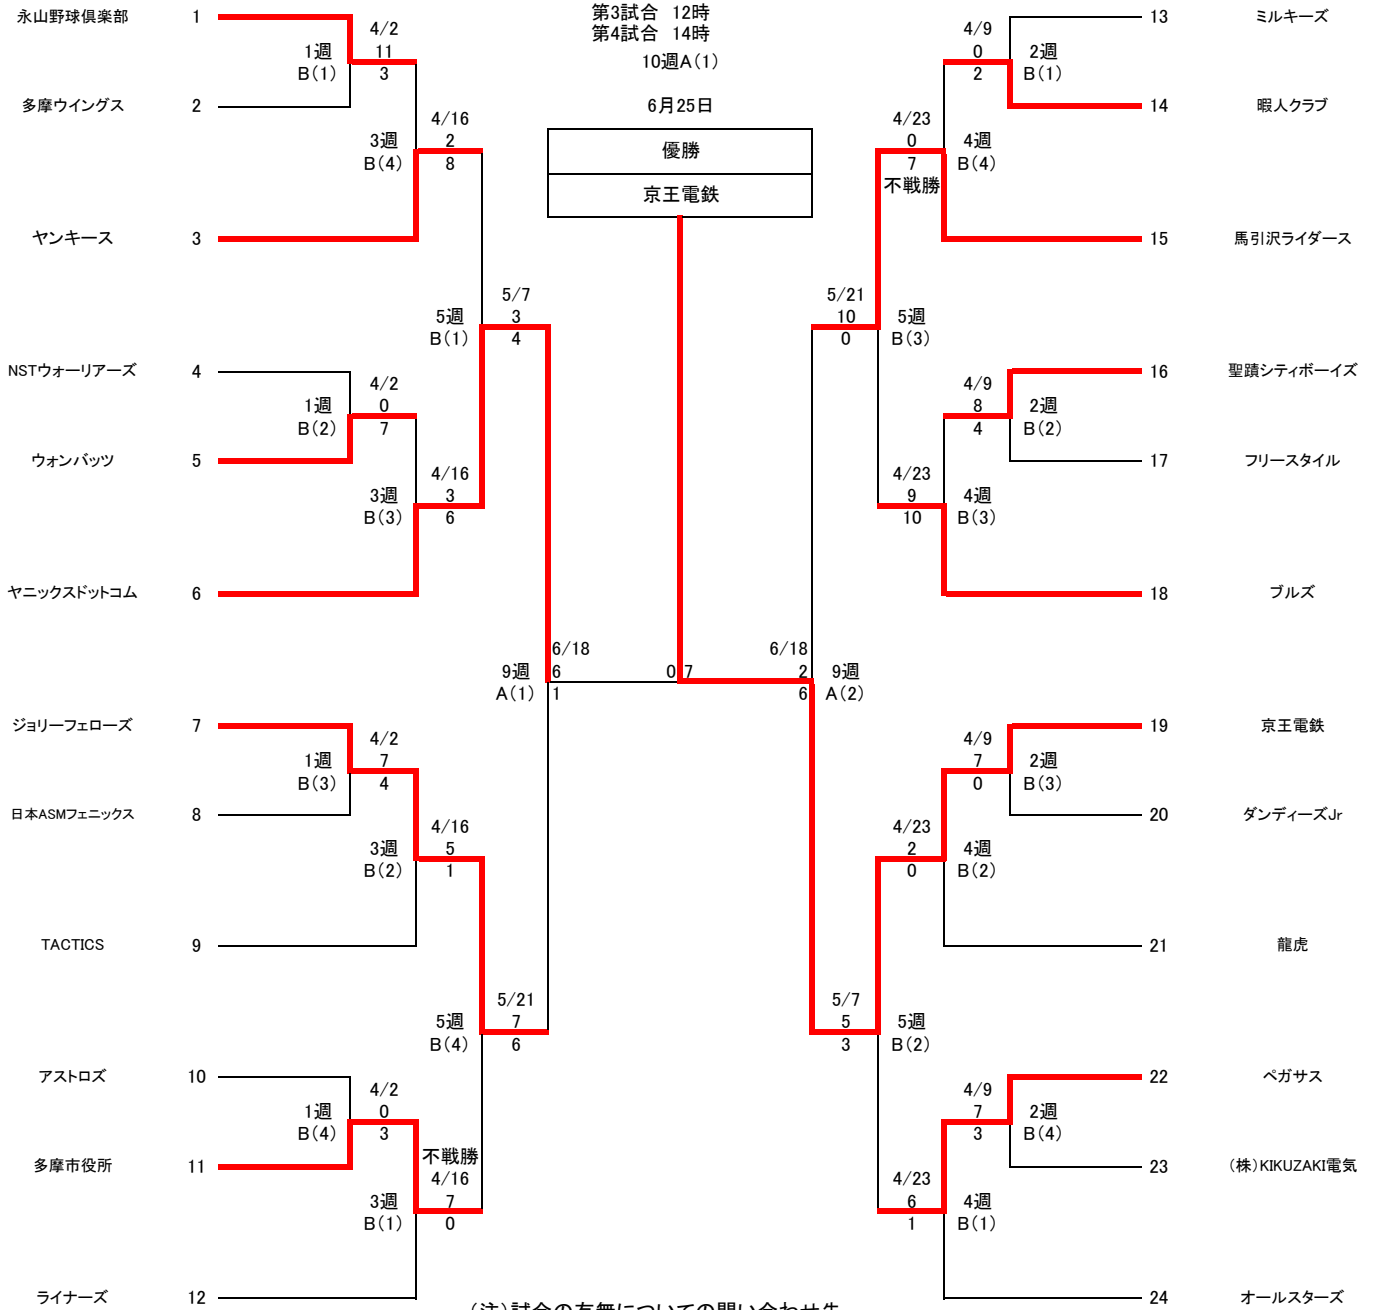 第3試合 12時
第4試合 14時
10週A(1)
6月25日
優勝
京王電鉄
永山野球倶楽部 1
4/2
1週 11
B(1) 3
多摩ウイングス 2
4/16
3週 2
B(4) 8
ヤンキース 3
5/7
5週 3
B(1) 4
NSTウォーリアーズ 4
4/2
1週 0
B(2) 7
ウォンバッツ 5
4/16
3週 3
B(3) 6
ヤニックスドットコム 6
6/18
9週 6
A(1) 1
0 7
ジョリーフェローズ 7
4/2
1週 7
B(3) 4
日本ASMフェニックス 8
4/16
3週 5
B(2) 1
TACTICS 9
5/21
5週 7
B(4) 6
アストロズ 10
4/2
1週 0
B(4) 3
多摩市役所 11
不戦勝
4/16
3週 7
B(1) 0
ライナーズ 12
13 ミルキーズ
4/9
0 2週
2 B(1)
14 暇人クラブ
4/23
0 4週
7 B(4)
不戦勝
15 馬引沢ライダース
5/21
10 5週
0 B(3)
16 聖蹟シティボーイズ
4/9
8 2週
4 B(2)
17 フリースタイル
4/23
9 4週
10 B(3)
18 ブルズ
6/18
2 9週
6 A(2)
19 京王電鉄
4/9
7 2週
0 B(3)
20 ダンディーズJr
4/23
2 4週
0 B(2)
21 龍虎
5/7
5 5週
3 B(2)
22 ペガサス
4/9
7 2週
3 B(4)
23 (株)KIKUZAKI電気
4/23
6 4週
1 B(1)
24 オールスターズ
(注)試合の有無についての問い合わせ先